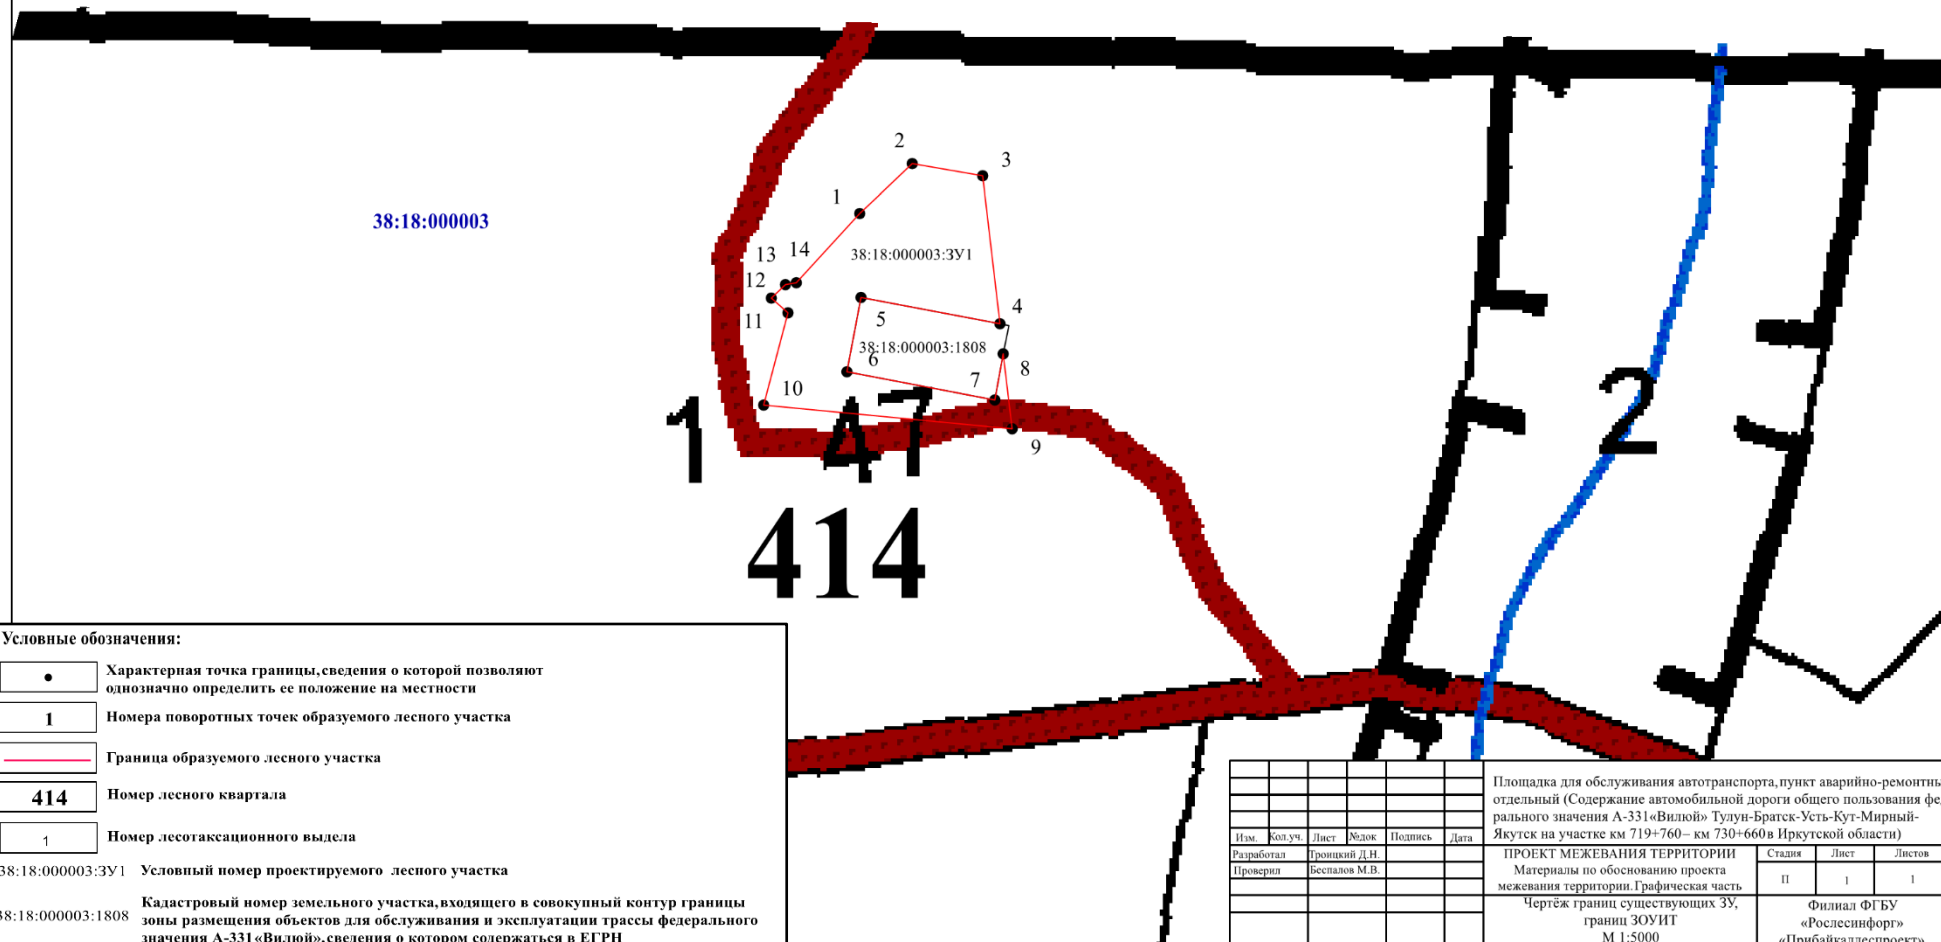 2
3
1
38:18:000003
13
14
38:18:000003:ЗУ1
12
4
11
5
38:18:000003:1808
6
8
7
10
2
1
47
9
414
Условные обозначения:
Характерная точка границы, сведения о которой позволяют
однозначно определить ее положение на местности
1
Номера поворотных точек образуемого лесного участка
Граница образуемого лесного участка
414
Номер лесного квартала
1
Номер лесотаксационного выдела
38:18:000003:ЗУ1 Условный номер проектируемого лесного участка
38:18:000003:1808
Кадастровый номер земельного участка, входящего в совокупный контур границы
зоны размещения объектов для обслуживания и эксплуатации трассы федерального
значения А-331 «Вилюй», сведения о котором содержаться в ЕГРН
Площадка для обслуживания автотранспорта, пункт аварийно-ремонтны
отдельный (Содержание автомобильной дороги общего пользования фе
рального значения А-331«Вилюй» Тулун-Братск-Усть-Кут-Мирный-
Якутск на участке км 719+760– км 730+660в Иркутской области)
Изм. Кол.уч. Лист №док Подпись Дата
Разработал Троицкий Д.Н.
Проверил Беспалов М.В.
ПРОЕКТ МЕЖЕВАНИЯ ТЕРРИТОРИИ
Материалы по обоснованию проекта
межевания территории. Графическая часть
Стадия Лист Листов
П 1 1
Чертёж границ существующих ЗУ,
границ ЗОУИТ
М 1:5000
Филиал ФГБУ
«Рослесинфорг»
«Прибайкаллеспроект»